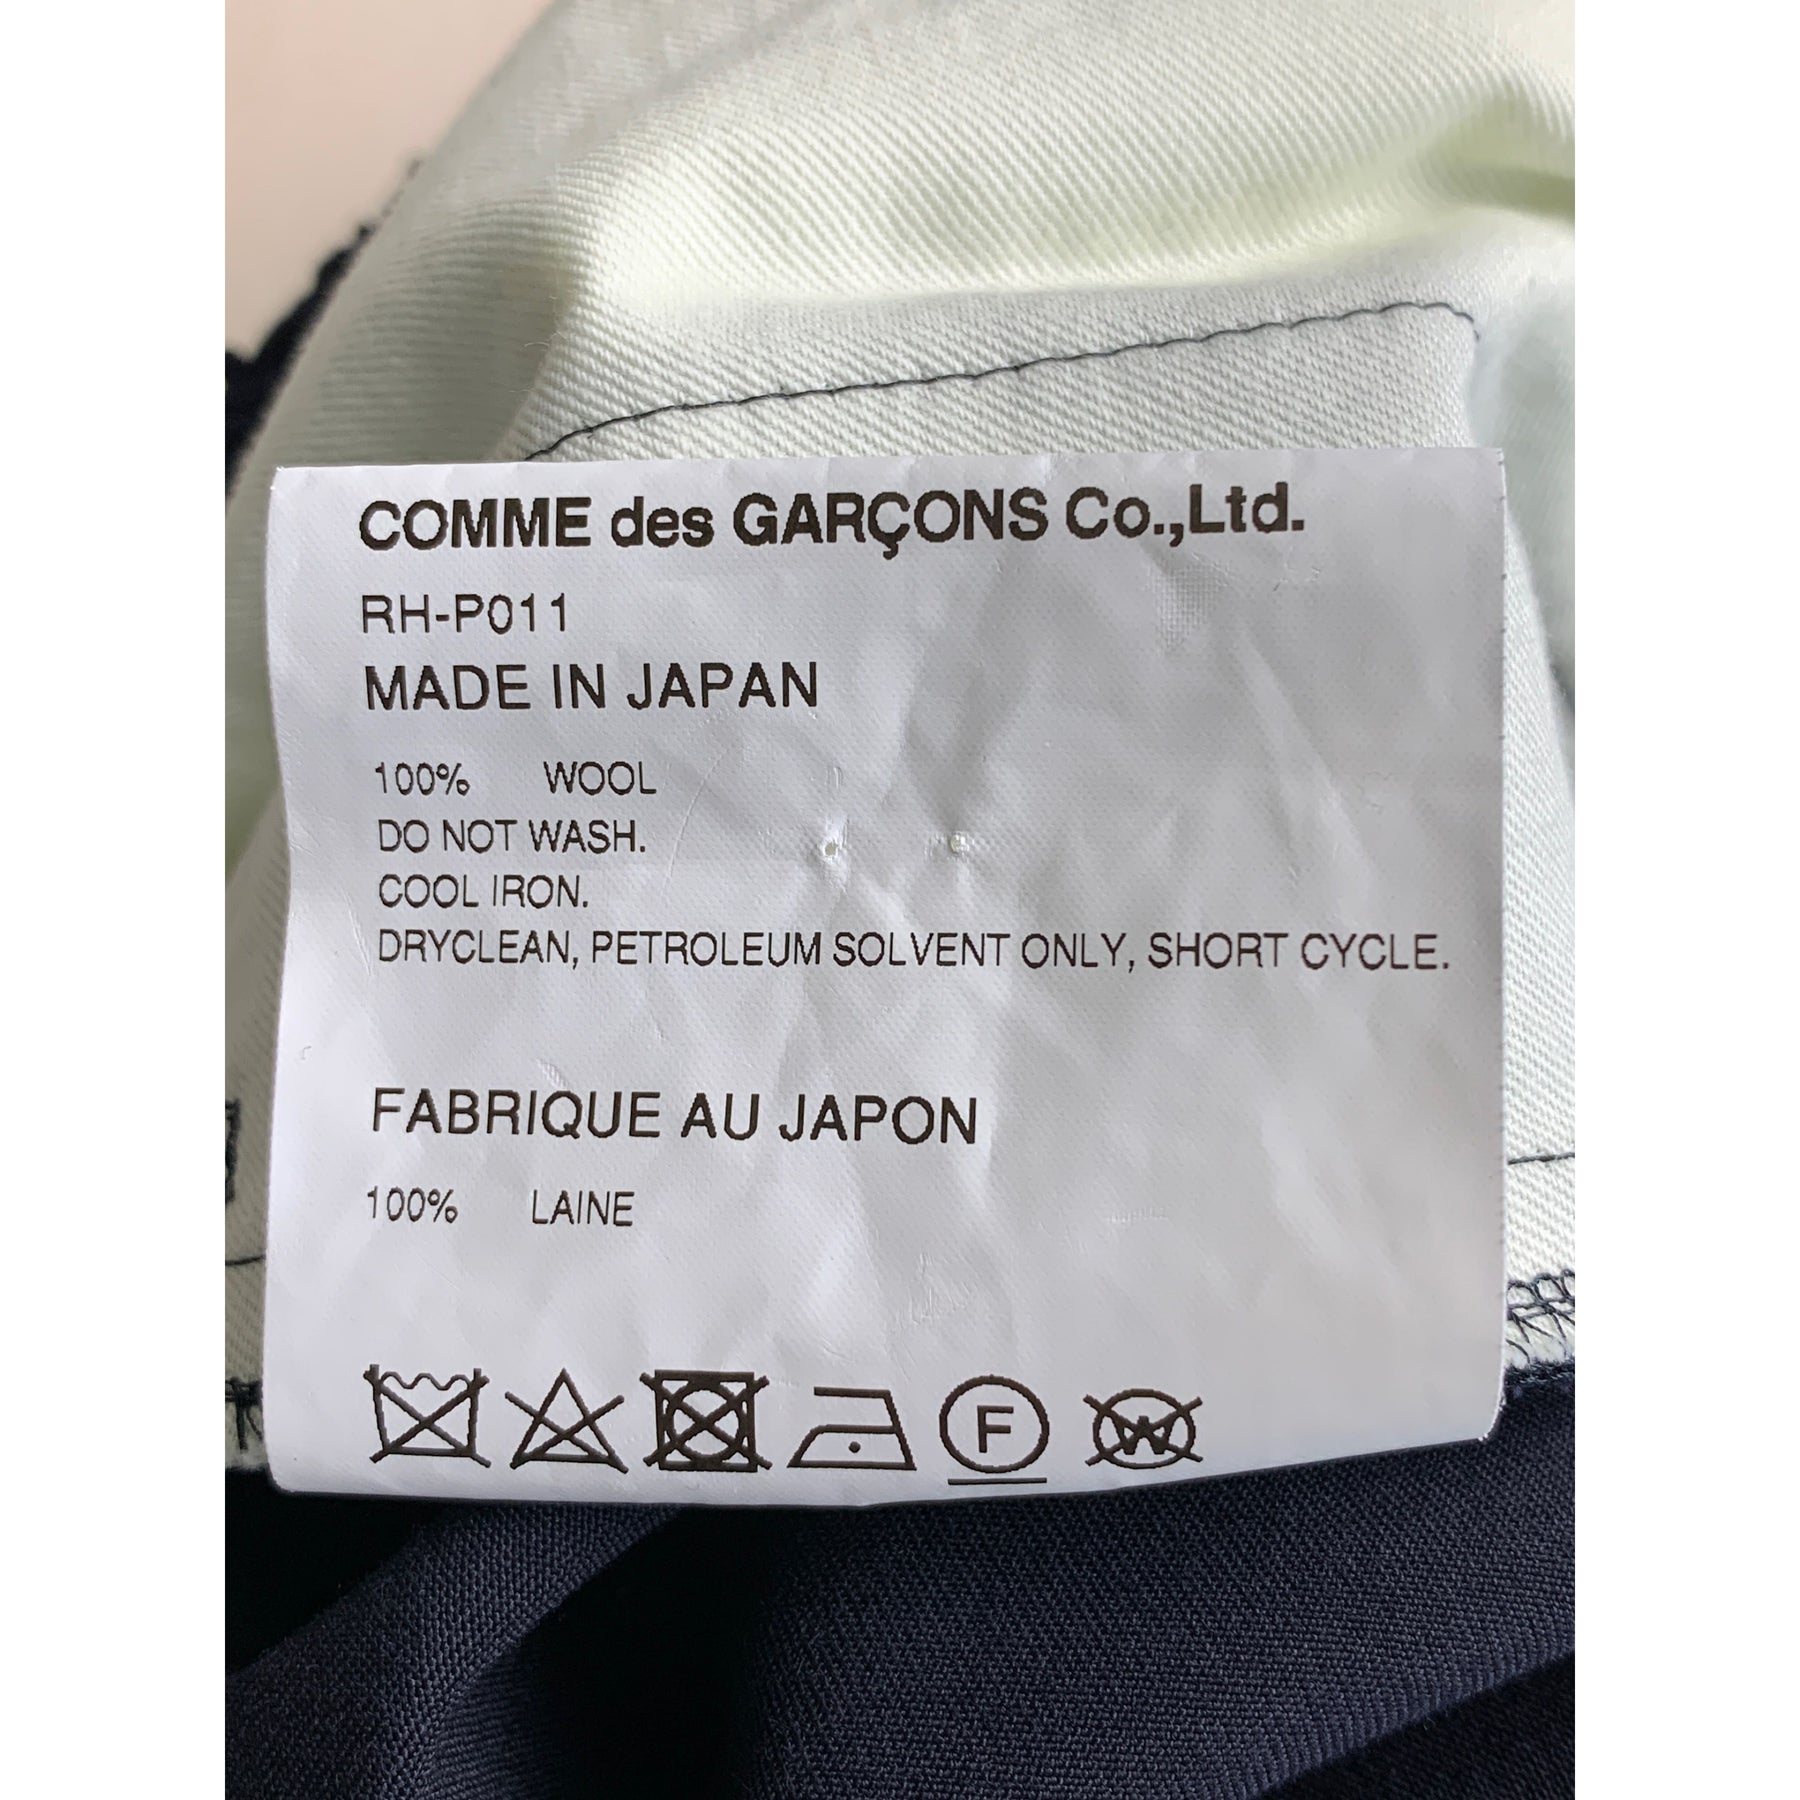 COMME des GARÇONS Co.,Ltd.
RH-P011
MADE IN JAPAN
100% WOOL
DO NOT WASH.
COOL IRON.
DRYCLEAN, PETROLEUM SOLVENT ONLY, SHORT CYCLE.
FABRIQUE AU JAPON
100% LAINE
F W